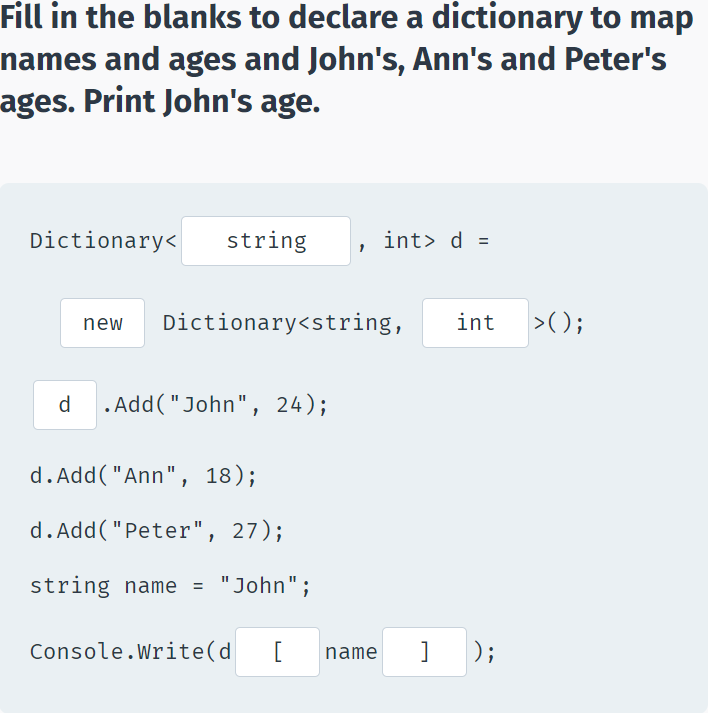 Fill in the blanks to declare a dictionary to map
names and ages and John's, Ann's and Peter's
ages. Print John's age.
Dictionary< string , int> d =
new Dictionary<string, int >();
d .Add("John", 24);
d.Add("Ann", 18);
d.Add("Peter", 27);
string name = "John";
Console.Write(d [ name ] );